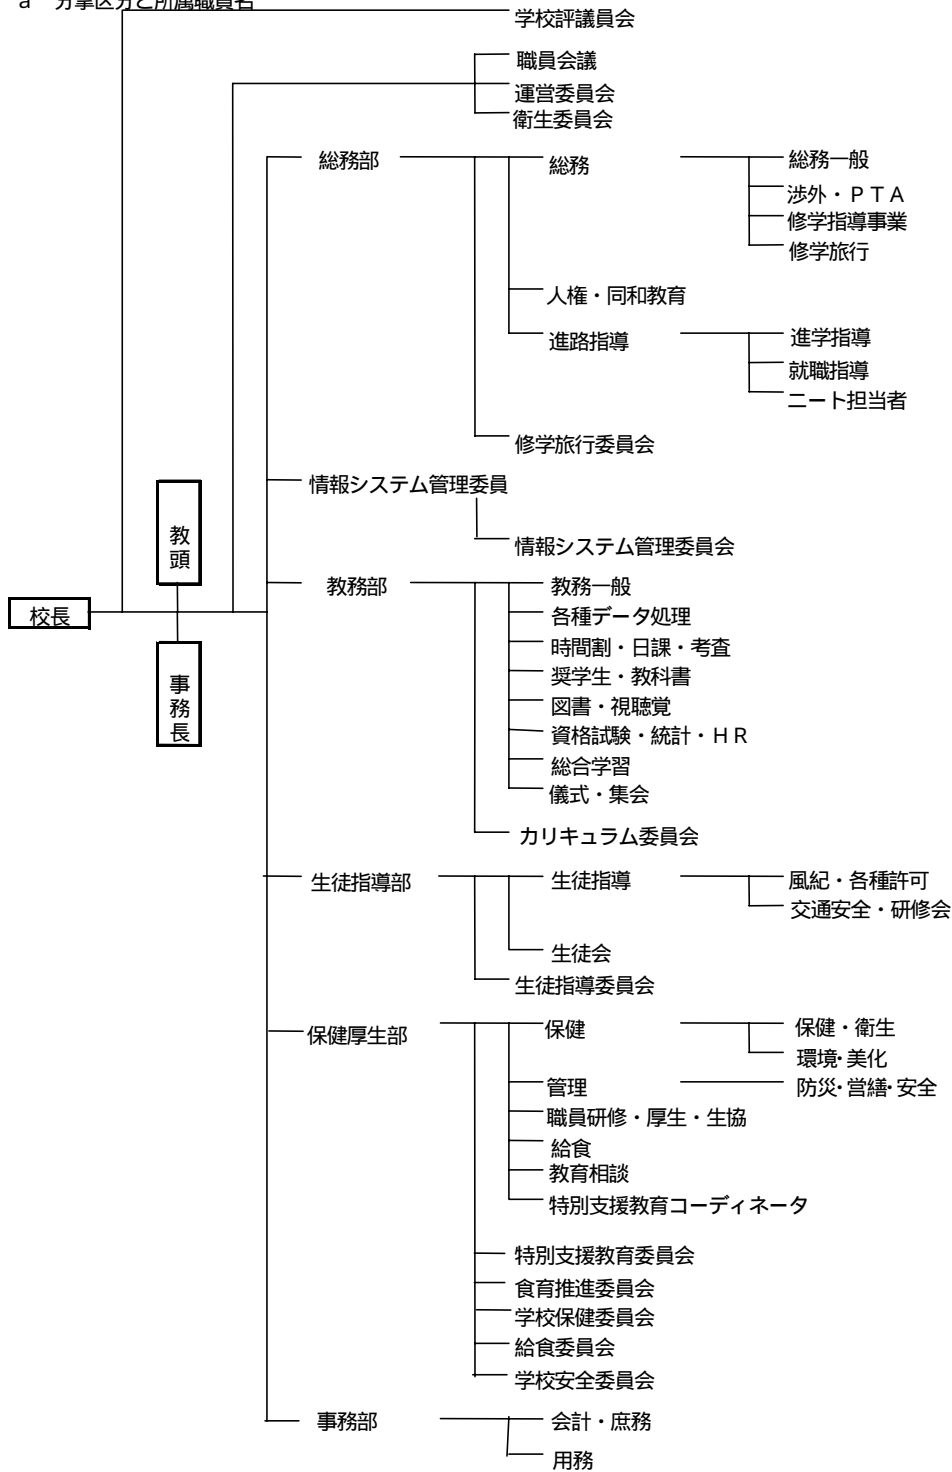 a 分掌区分と所属職員名
学校評議員会
職員会議
運営委員会
衛生委員会
総務部
総務
総務一般
渉外・ＰＴＡ
修学指導事業
修学旅行
人権・同和教育
進路指導
進学指導
就職指導
ニート担当者
修学旅行委員会
情報システム管理委員
情報システム管理委員会
教頭
校長
事務長
教務部
教務一般
各種データ処理
時間割・日課・考査
奨学生・教科書
図書・視聴覚
資格試験・統計・ＨＲ
総合学習
儀式・集会
カリキュラム委員会
生徒指導部
生徒指導
風紀・各種許可
交通安全・研修会
生徒会
生徒指導委員会
保健厚生部
保健
保健・衛生
環境・美化
管理
防災・営繕・安全
職員研修・厚生・生協
給食
教育相談
特別支援教育コーディネータ
特別支援教育委員会
食育推進委員会
学校保健委員会
給食委員会
学校安全委員会
事務部
会計・庶務
用務